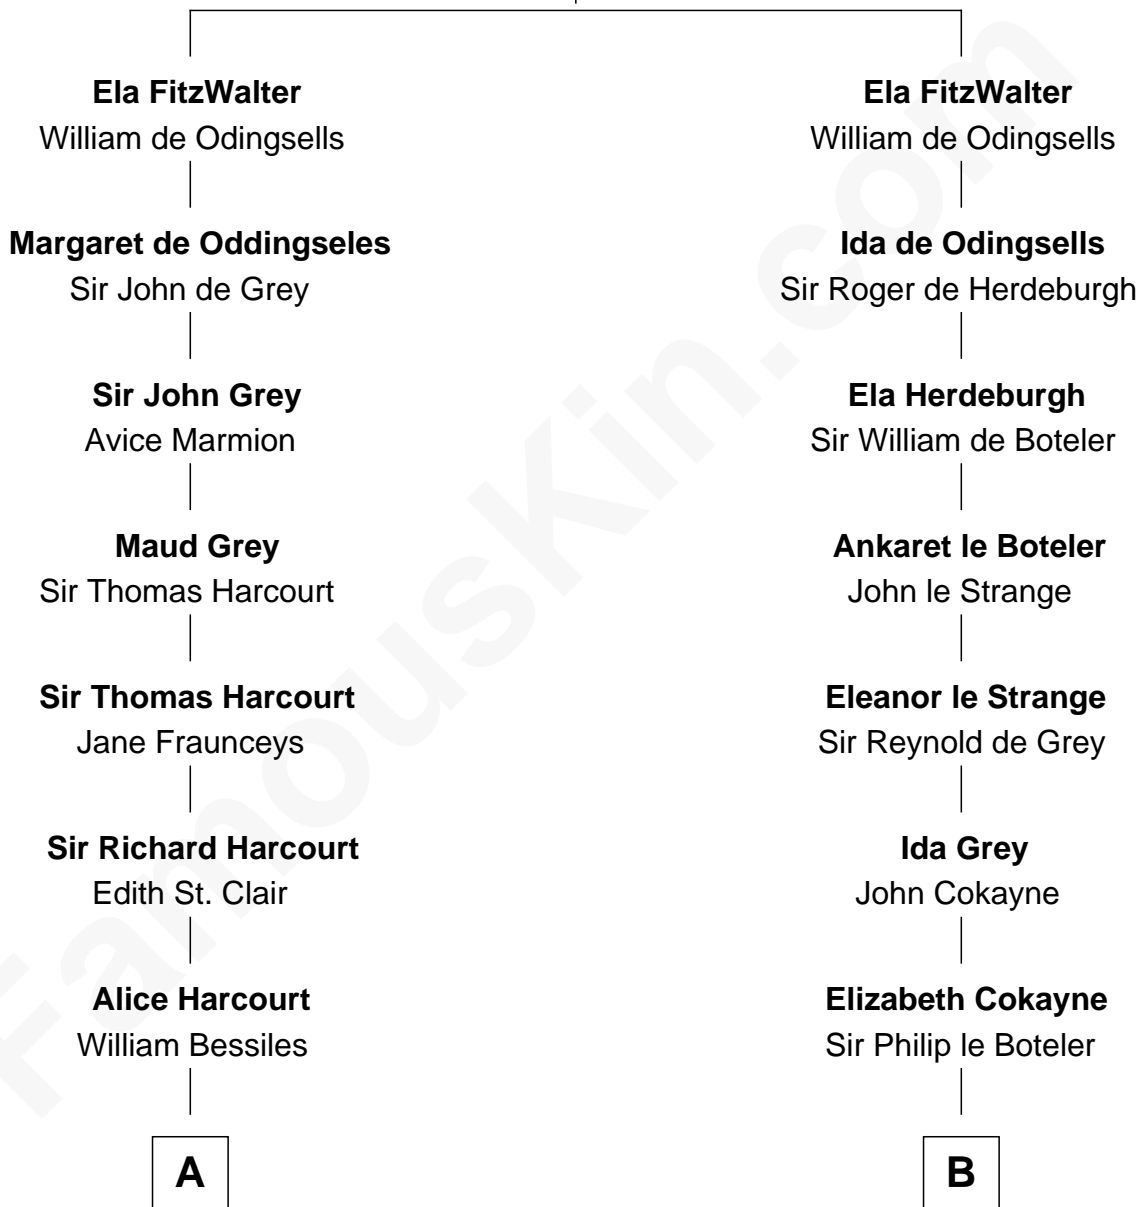 Ela FitzWalter
William de Odingsells
Margaret de Oddingseles
Sir John de Grey
Sir John Grey
Avice Marmion
Maud Grey
Sir Thomas Harcourt
Sir Thomas Harcourt
Jane Fraunceys
Sir Richard Harcourt
Edith St. Clair
Alice Harcourt
William Bessiles
A
Ela FitzWalter
William de Odingsells
Ida de Odingsells
Sir Roger de Herdeburgh
Ela Herdeburgh
Sir William de Boteler
Ankaret le Boteler
John le Strange
Eleanor le Strange
Sir Reynold de Grey
Ida Grey
John Cokayne
Elizabeth Cokayne
Sir Philip le Boteler
B
FamousKin.com